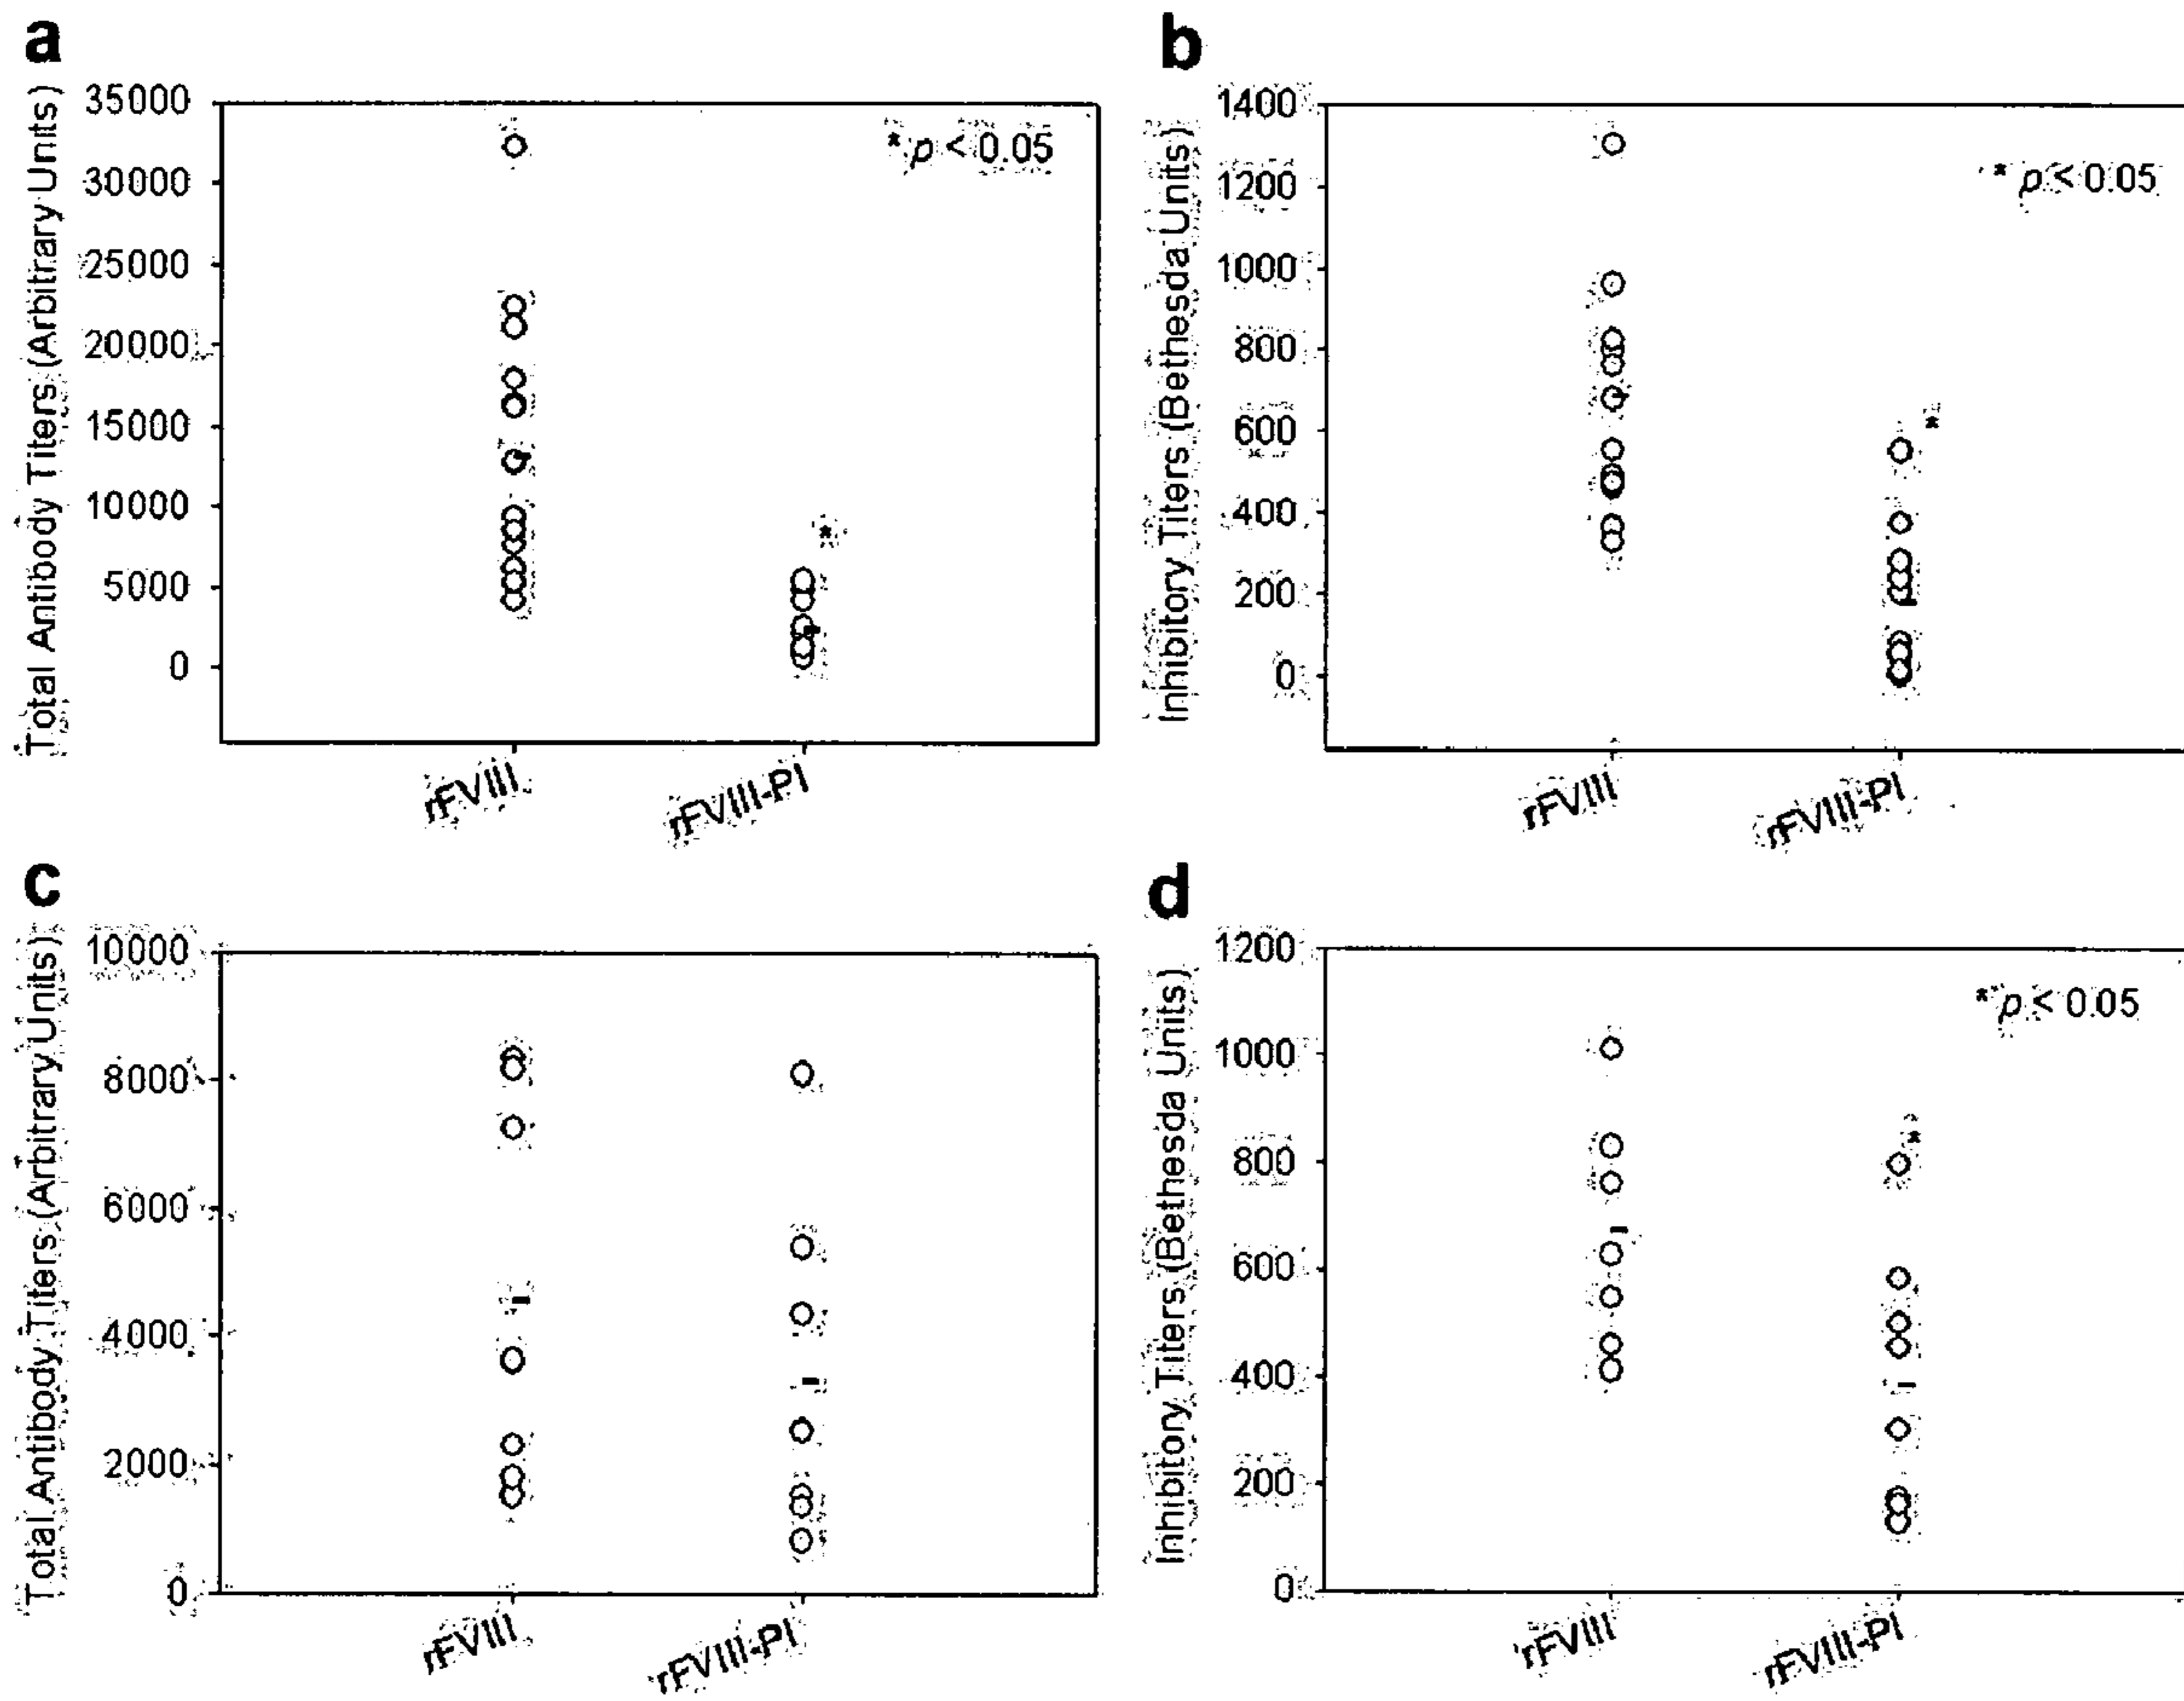 a
Total Antibody Titers (Arbitrary Units)
35000
30000
25000
20000
15000
10000
5000
0
* p < 0.05
*
rFVIII
rFVIII-PI
b
Inhibitory Titers (Bethesda Units)
1400
1200
1000
800
600
400
200
0
* p < 0.05
*
rFVIII
rFVIII-PI
c
Total Antibody Titers (Arbitrary Units)
10000
8000
6000
4000
2000
0
rFVIII
rFVIII-PI
d
Inhibitory Titers (Bethesda Units)
1200
1000
800
600
400
200
0
* p < 0.05
*
rFVIII
rFVIII-PI